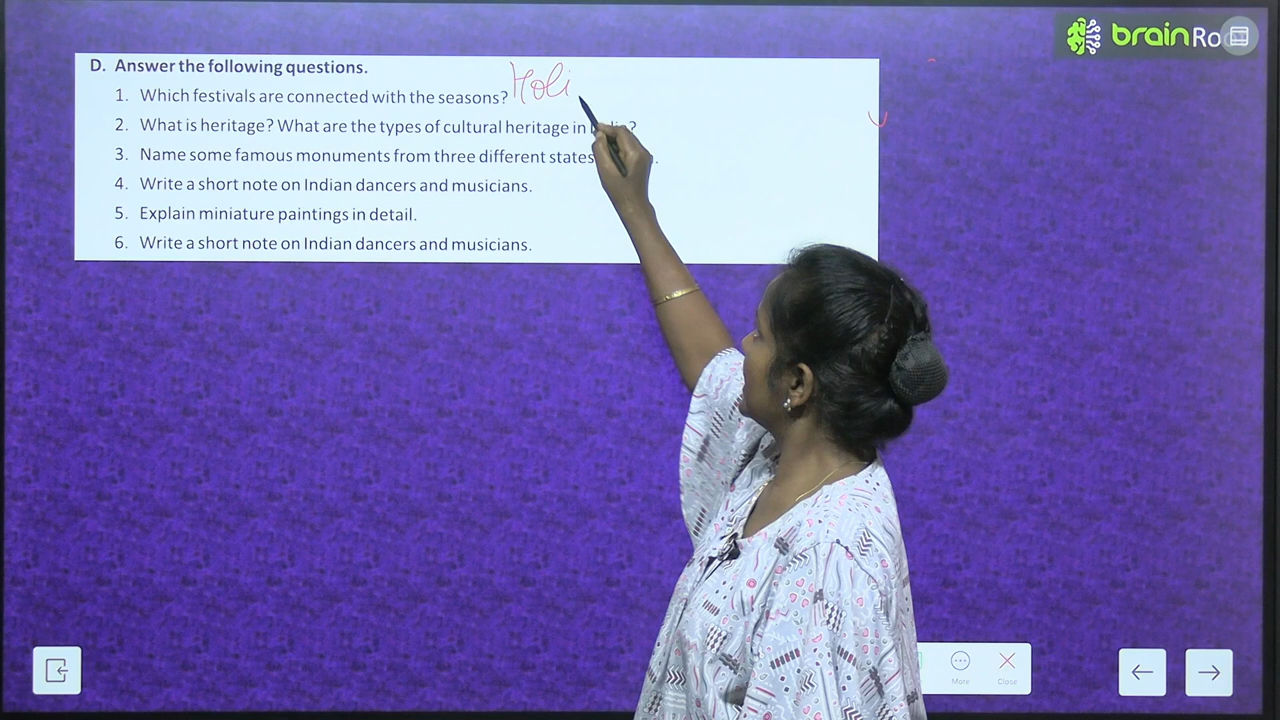 brain Ro
D. Answer the following questions.
1. Which festivals are connected with the seasons? Holi
2. What is heritage? What are the types of cultural heritage in
3. Name some famous monuments from three different states
4. Write a short note on Indian dancers and musicians.
5. Explain miniature paintings in detail.
6. Write a short note on Indian dancers and musicians.
More Close